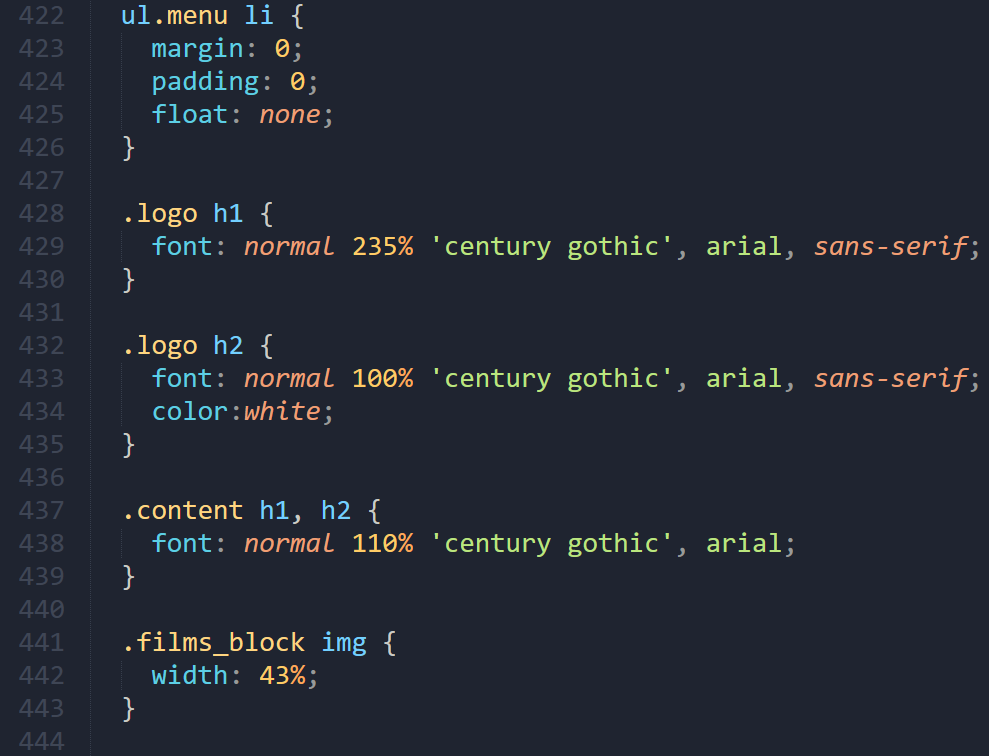 422 ul.menu li {
423 margin: 0;
424 padding: 0;
425 float: none;
426 }
427
428 .logo h1 {
429 font: normal 235% 'century gothic', arial, sans-serif;
430 }
431
432 .logo h2 {
433 font: normal 100% 'century gothic', arial, sans-serif;
434 color:white;
435 }
436
437 .content h1, h2 {
438 font: normal 110% 'century gothic', arial;
439 }
440
441 .films_block img {
442 width: 43%;
443 }
444